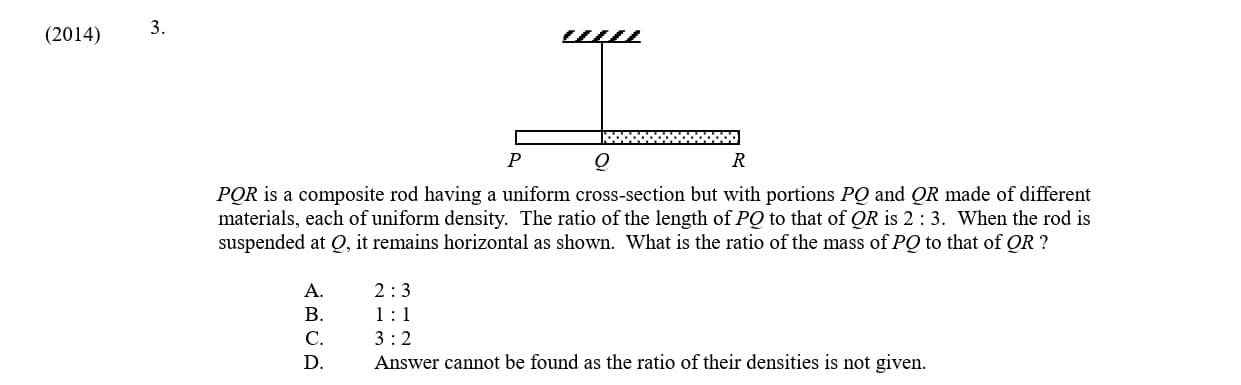 (2014) 3.
P Q R
PQR is a composite rod having a uniform cross-section but with portions PQ and QR made of different
materials, each of uniform density. The ratio of the length of PQ to that of QR is 2 : 3. When the rod is
suspended at Q, it remains horizontal as shown. What is the ratio of the mass of PQ to that of QR ?
A. 2 : 3
B. 1 : 1
C. 3 : 2
D. Answer cannot be found as the ratio of their densities is not given.